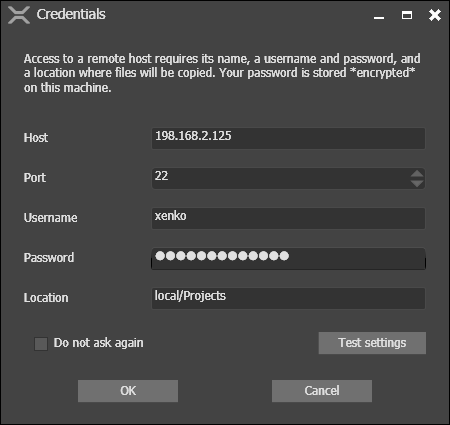 Credentials
Access to a remote host requires its name, a username and password, and
a location where files will be copied. Your password is stored *encrypted*
on this machine.
Host 198.168.2.125
Port 22
Username xenko
Password ●●●●●●●●●●●●●
Location local/Projects
Do not ask again Test settings
OK Cancel